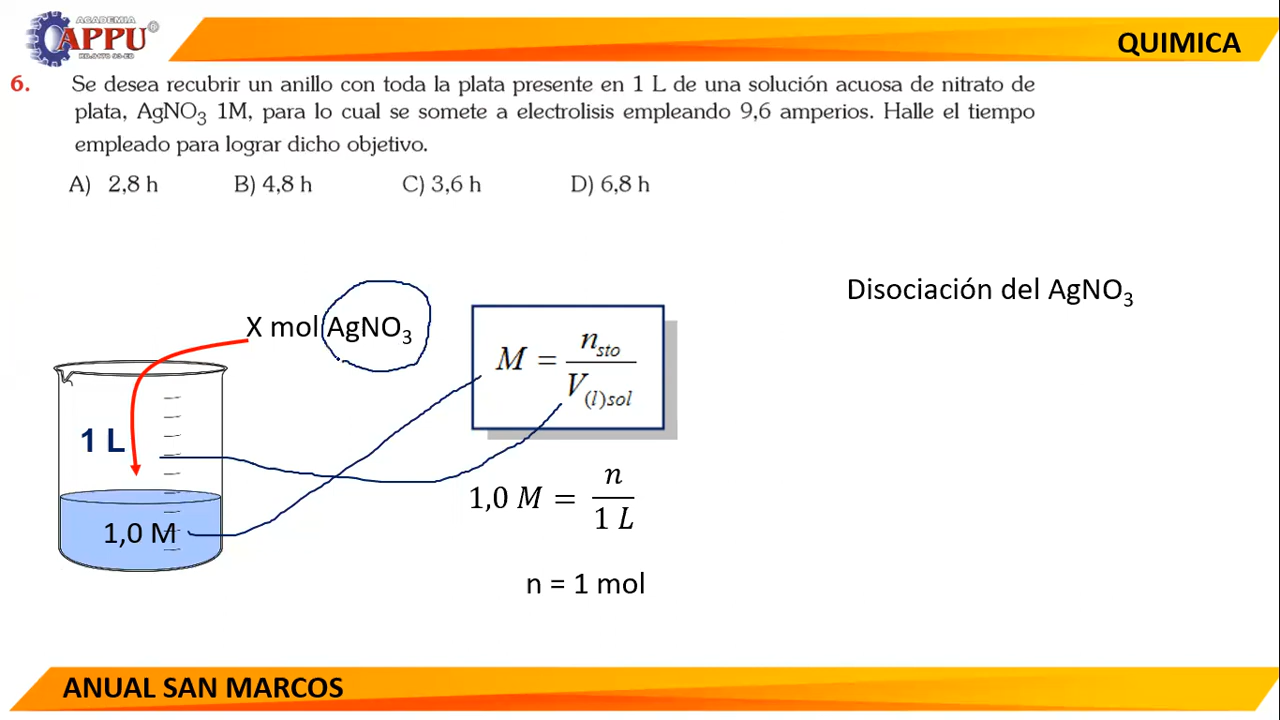 ACADEMIA
APPU®
QUIMICA
6. Se desea recubrir un anillo con toda la plata presente en 1 L de una solución acuosa de nitrato de
plata, AgNO₃ 1M, para lo cual se somete a electrolisis empleando 9,6 amperios. Halle el tiempo
empleado para lograr dicho objetivo.
A) 2,8 h B) 4,8 h C) 3,6 h D) 6,8 h
Disociación del AgNO₃
X mol AgNO₃
M = n_sto / V_(l)sol
1 L
1,0 M = n / 1 L
1,0 M
n = 1 mol
ANUAL SAN MARCOS